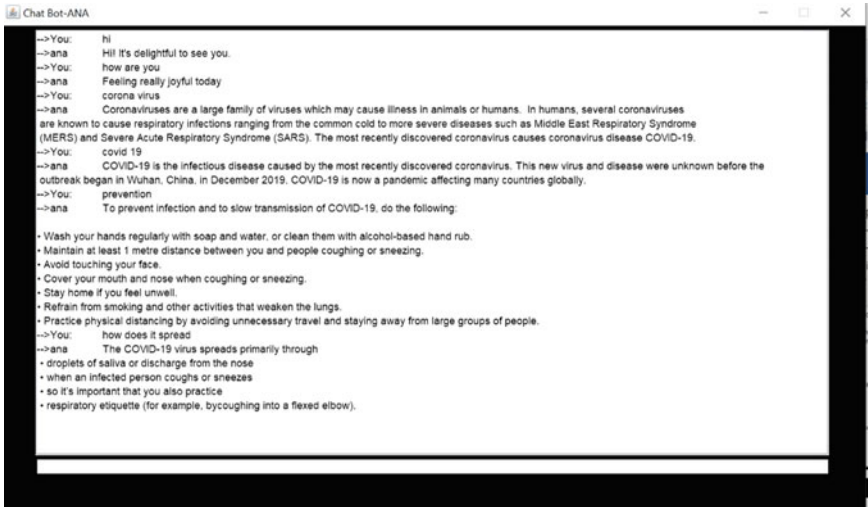 Chat Bot-ANA
-->You: hi
-->ana Hi! It's delightful to see you.
-->You: how are you
-->ana Feeling really joyful today
-->You: corona virus
-->ana Coronaviruses are a large family of viruses which may cause illness in animals or humans. In humans, several coronaviruses
are known to cause respiratory infections ranging from the common cold to more severe diseases such as Middle East Respiratory Syndrome
(MERS) and Severe Acute Respiratory Syndrome (SARS). The most recently discovered coronavirus causes coronavirus disease COVID-19.
-->You: covid 19
-->ana COVID-19 is the infectious disease caused by the most recently discovered coronavirus. This new virus and disease were unknown before the
outbreak began in Wuhan, China, in December 2019. COVID-19 is now a pandemic affecting many countries globally.
-->You: prevention
-->ana To prevent infection and to slow transmission of COVID-19, do the following:
• Wash your hands regularly with soap and water, or clean them with alcohol-based hand rub.
• Maintain at least 1 metre distance between you and people coughing or sneezing.
• Avoid touching your face.
• Cover your mouth and nose when coughing or sneezing.
• Stay home if you feel unwell.
• Refrain from smoking and other activities that weaken the lungs.
• Practice physical distancing by avoiding unnecessary travel and staying away from large groups of people.
-->You: how does it spread
-->ana The COVID-19 virus spreads primarily through
• droplets of saliva or discharge from the nose
• when an infected person coughs or sneezes
• so it's important that you also practice
• respiratory etiquette (for example, bycoughing into a flexed elbow).